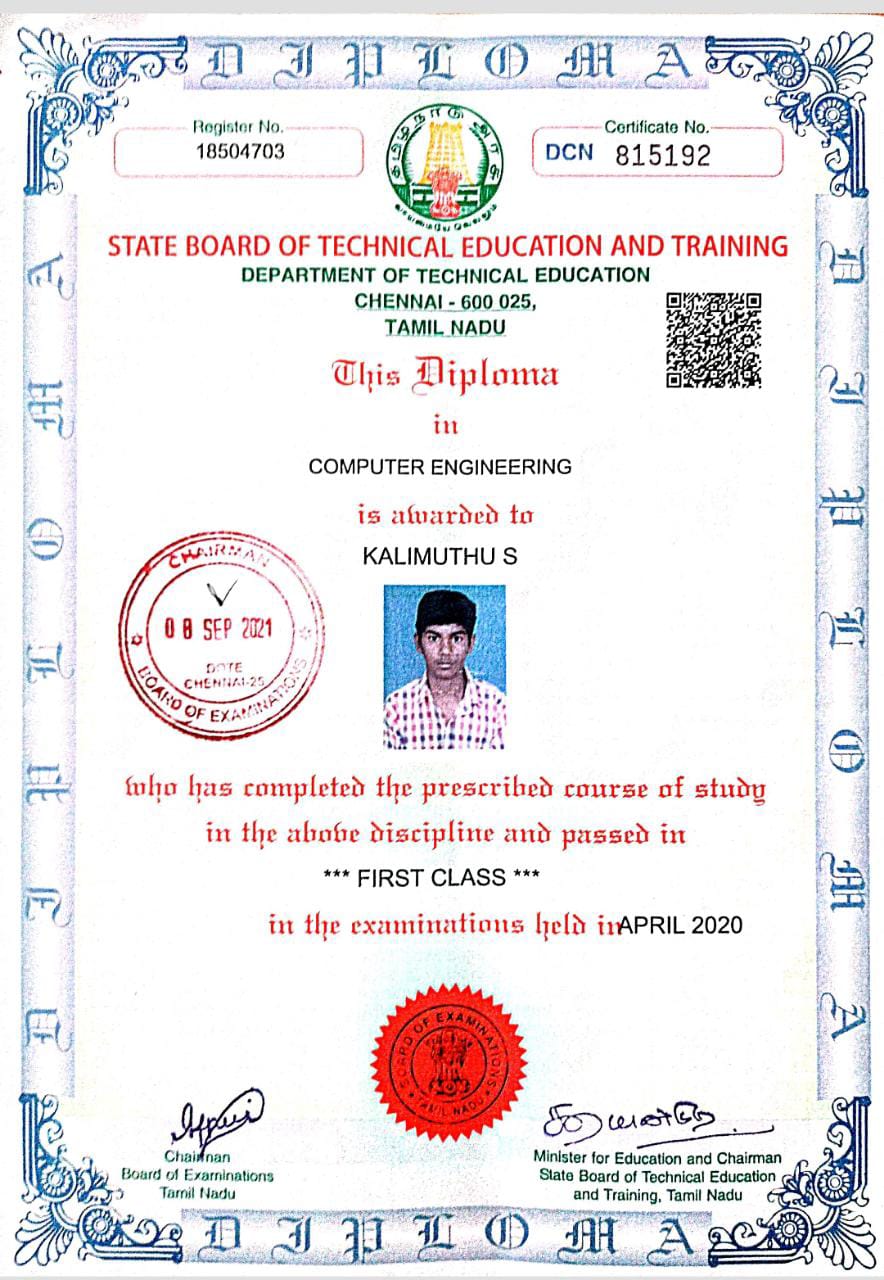 DIPLOMA
Register No.
18504703
Certificate No.
DCN 815192
தமிழ்நாடு அரசு
வாய்மையே வெல்லும்
STATE BOARD OF TECHNICAL EDUCATION AND TRAINING
DEPARTMENT OF TECHNICAL EDUCATION
CHENNAI - 600 025,
TAMIL NADU
This Diploma
in
COMPUTER ENGINEERING
is awarded to
KALIMUTHU S
CHAIRMAN
08 SEP 2021
DATE
CHENNAI-25
BOARD OF EXAMINATIONS
who has completed the prescribed course of study
in the above discipline and passed in
*** FIRST CLASS ***
in the examinations held in APRIL 2020
BOARD OF EXAMINATIONS
TAMIL NADU
Chairman
Board of Examinations
Tamil Nadu
Minister for Education and Chairman
State Board of Technical Education
and Training, Tamil Nadu
DIPLOMA
DIPLOMA
DIPLOMA